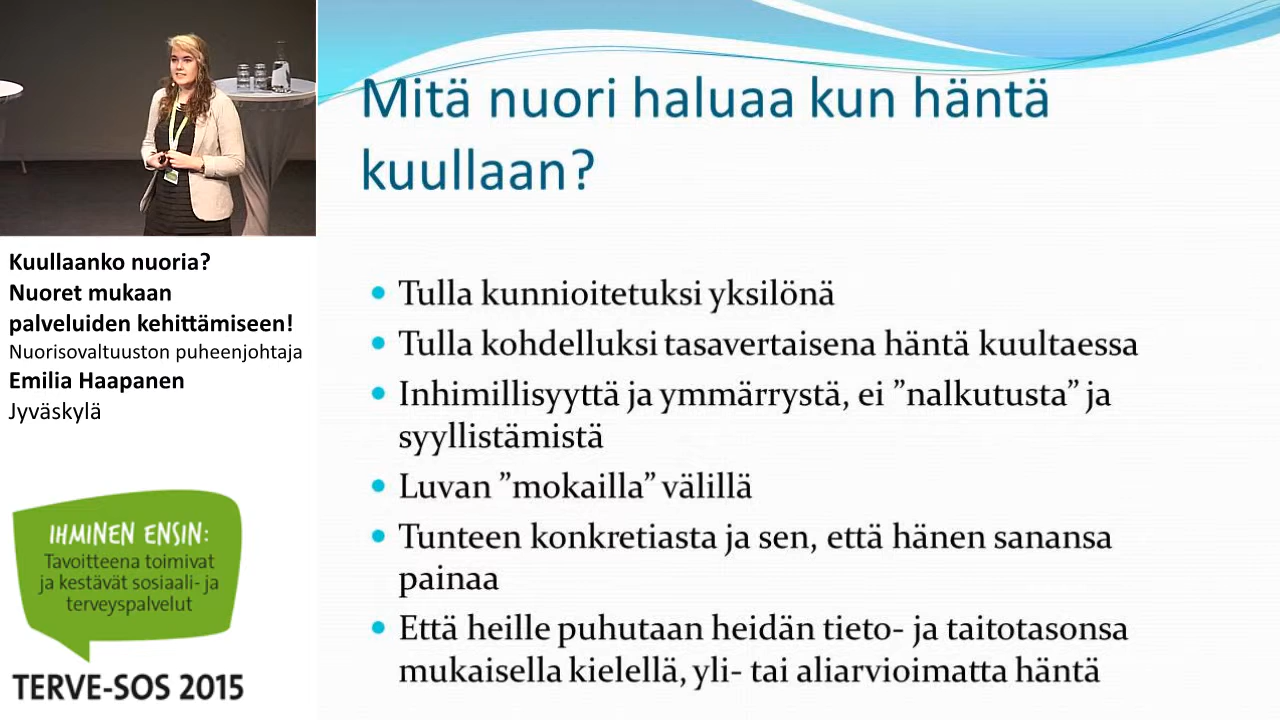 Kuullaanko nuoria?
Nuoret mukaan
palveluiden kehittämiseen!
Nuorisovaltuuston puheenjohtaja
Emilia Haapanen
Jyväskylä
IHMINEN ENSIN:
Tavoitteena toimivat
ja kestävät sosiaali- ja
terveyspalvelut
TERVE-SOS 2015
Mitä nuori haluaa kun häntä
kuullaan?
• Tulla kunnioitetuksi yksilönä
• Tulla kohdelluksi tasavertaisena häntä kuultaessa
• Inhimillisyyttä ja ymmärrystä, ei ”nalkutusta” ja
syyllistämistä
• Luvan ”mokailla” välillä
• Tunteen konkretiasta ja sen, että hänen sanansa
painaa
• Että heille puhutaan heidän tieto- ja taitotasonsa
mukaisella kielellä, yli- tai aliarvioimatta häntä